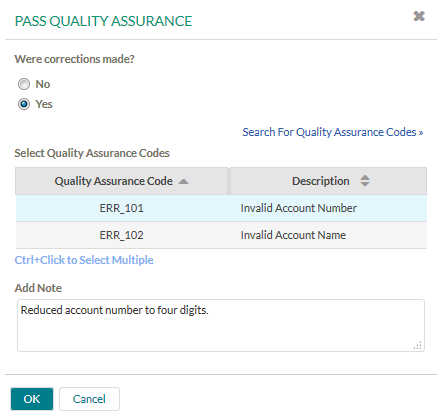 PASS QUALITY ASSURANCE
Were corrections made?
No
Yes
Search For Quality Assurance Codes »
Select Quality Assurance Codes
Quality Assurance Code Description
ERR_101 Invalid Account Number
ERR_102 Invalid Account Name
Ctrl+Click to Select Multiple
Add Note
Reduced account number to four digits.
OK Cancel